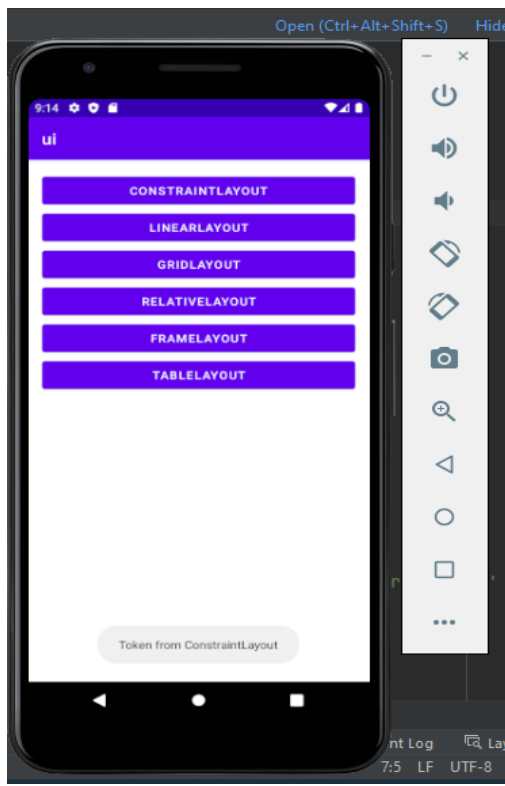 Open (Ctrl+Alt+Shift+S) Hide
9:14
ui
CONSTRAINTLAYOUT
LINEARLAYOUT
GRIDLAYOUT
RELATIVELAYOUT
FRAMELAYOUT
TABLELAYOUT
Token from ConstraintLayout
nt Log Lay
7:5 LF UTF-8